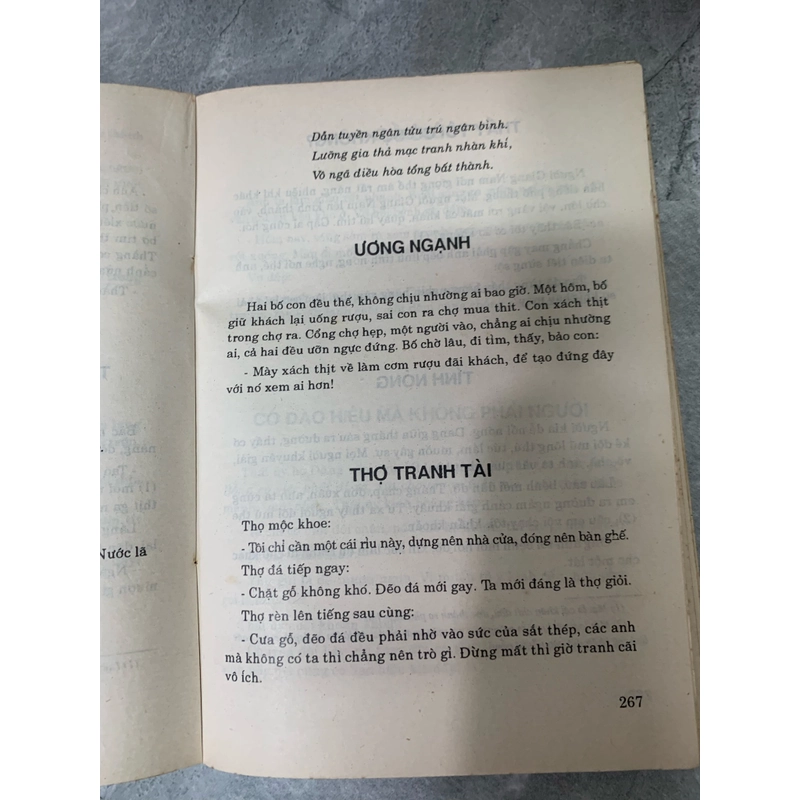 Dẫn tuyền ngân tửu trú ngân bình.
Lưỡng gia thả mạc tranh nhàn khí,
Vô ngã điều hòa tổng bất thành.
ƯƠNG NGẠNH
Hai bố con đều thế, không chịu nhường ai bao giờ. Một hôm, bố
giữ khách lại uống rượu, sai con ra chợ mua thit. Con xách thịt
trong chợ ra. Cổng chợ hẹp, một người vào, chẳng ai chịu nhường
ai, cả hai đều ưỡn ngực đứng. Bố chờ lâu, đi tìm, thấy, bảo con:
- Mày xách thịt về làm cơm rượu đãi khách, để tạo đứng đây
với nó xem ai hơn!
THỢ TRANH TÀI
Thợ mộc khoe:
- Tôi chỉ cần một cái rìu này, dựng nên nhà cửa, đóng nên bàn ghế.
Thợ đá tiếp ngay:
- Chặt gỗ không khó. Đẽo đá mới gay. Ta mới đáng là thợ giỏi.
Thợ rèn lên tiếng sau cùng:
- Cưa gỗ, đẽo đá đều phải nhờ vào sức của sắt thép, các anh
mà không có ta thì chẳng nên trò gì. Đừng mất thì giờ tranh cãi
vô ích.
267
Nước lã